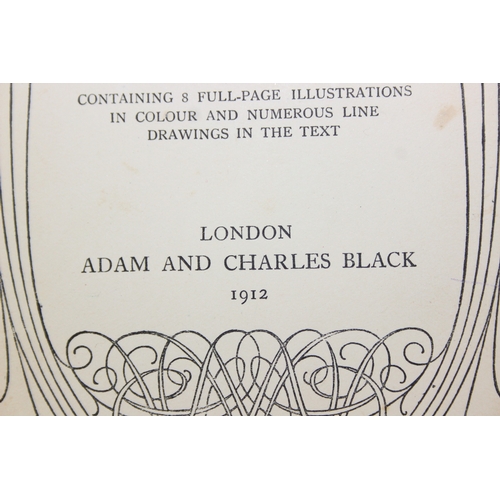 CONTAINING 8 FULL-PAGE ILLUSTRATIONS
IN COLOUR AND NUMEROUS LINE
DRAWINGS IN THE TEXT
LONDON
ADAM AND CHARLES BLACK
1912